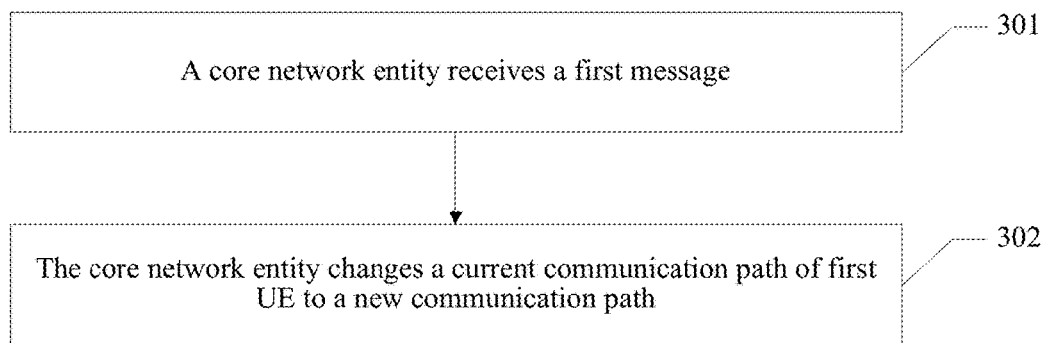 301
A core network entity receives a first message
302
The core network entity changes a current communication path of first
UE to a new communication path